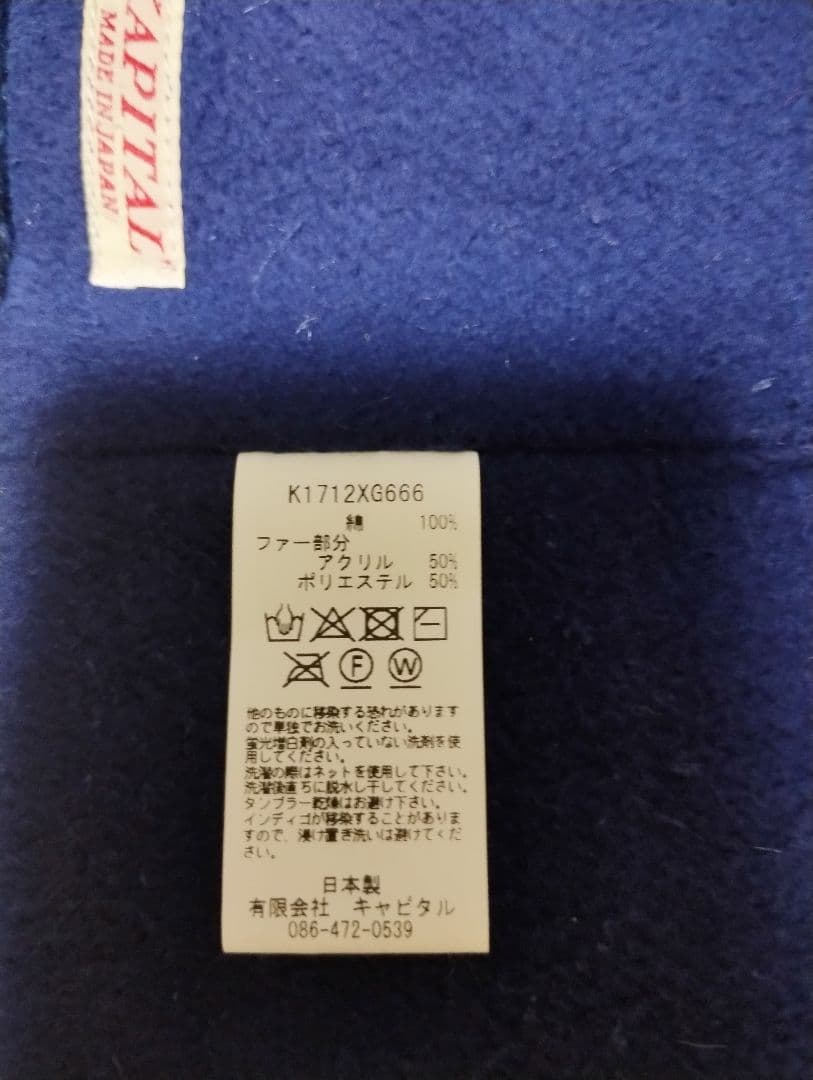 KAPITAL
MADE IN JAPAN
K1712XG666
綿 100%
ファー部分
アクリル 50%
ポリエステル 50%
F W
他のものに移染する恐れがあります
ので単独でお洗いください。
蛍光増白剤の入っていない洗剤を使
用してください。
洗濯の際はネットを使用して下さい。
洗濯後直ちに脱水し干してください。
タンブラー乾燥はお避け下さい。
インディゴが移染することがありま
すので、浸け置き洗いは避けてくだ
さい。
日本製
有限会社 キャピタル
086-472-0539